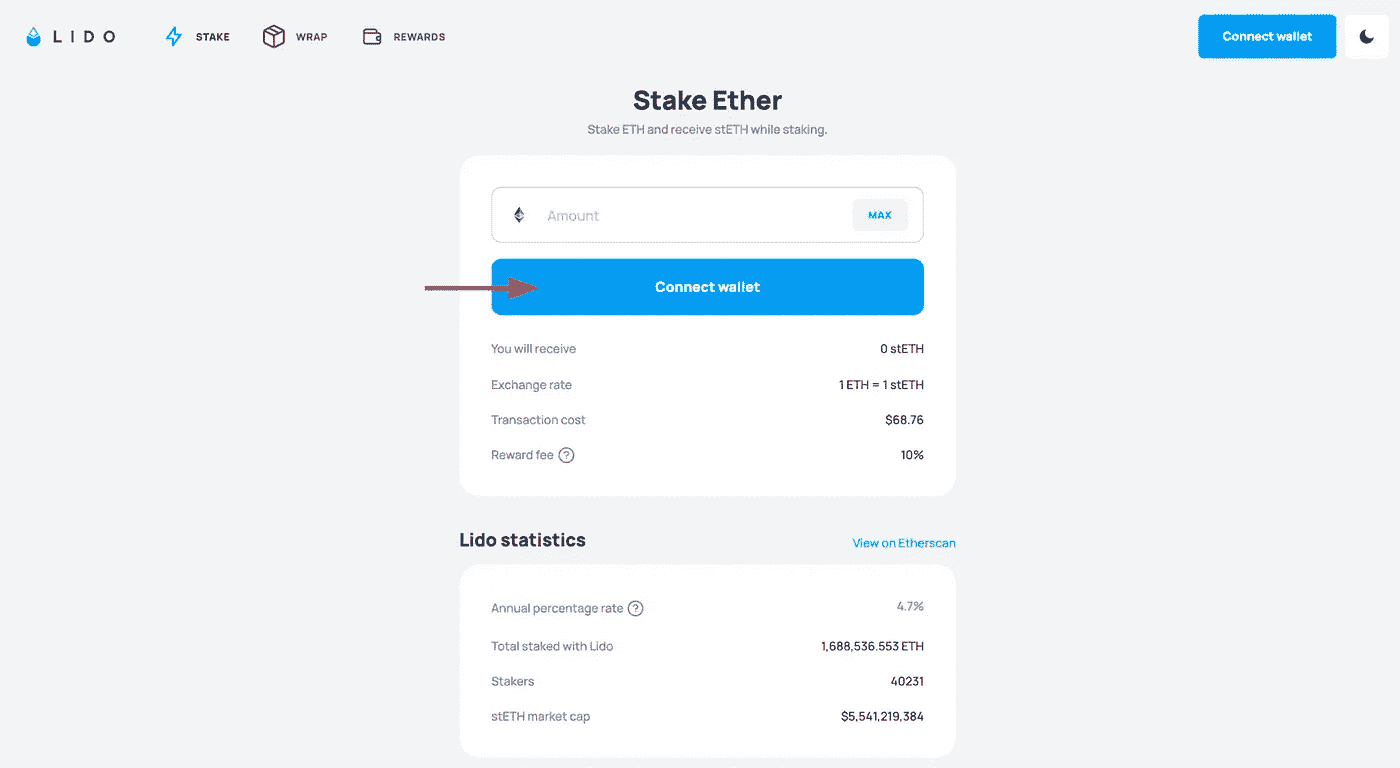 LIDO STAKE WRAP REWARDS Connect wallet
Stake Ether
Stake ETH and receive stETH while staking.
Amount MAX
Connect wallet
You will receive 0 stETH
Exchange rate 1 ETH = 1 stETH
Transaction cost $68.76
Reward fee ? 10%
Lido statistics View on Etherscan
Annual percentage rate ? 4.7%
Total staked with Lido 1,688,536.553 ETH
Stakers 40231
stETH market cap $5,541,219,384